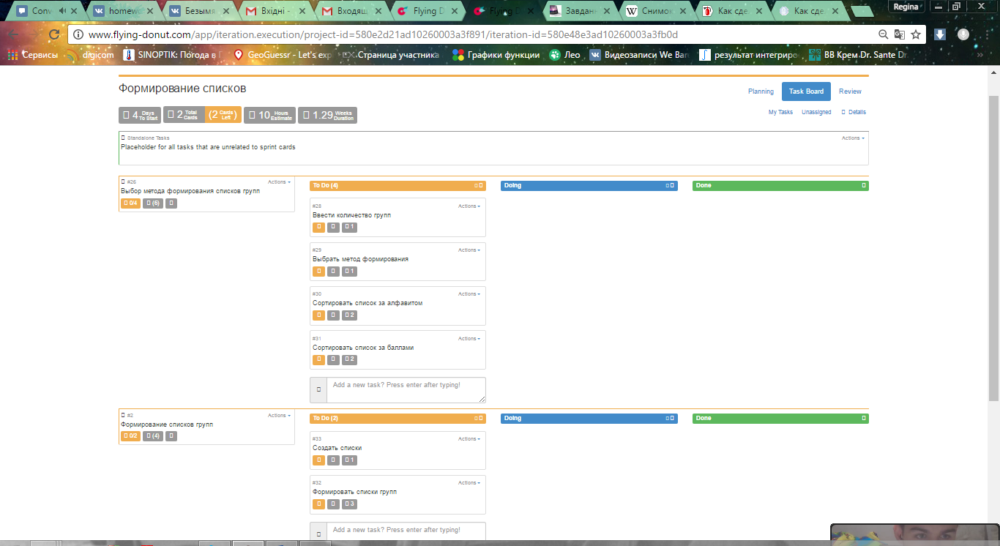 Conv
homewo
Безымя
Вхідні -
Входящ
Flying D
Flying D
Завданн
Снимок
Как сде
Как сде
Regina
www.flying-donut.com/app/iteration.execution/project-id=580e2d21ad10260003a3f891/iteration-id=580e48e3ad10260003a3fb0d
Сервисы
digicom
SINOPTIK: Погода в Г
GeoGuessr - Let's exp
Страница участника
Графики функции
Лео
Видеозаписи We Bar
результат интегриро
BB Крем Dr. Sante Dr
Формирование списков
Planning
Task Board
Review
4 Days To Start
2 Total Cards
(2 Cards Left )
10 Hours Estimate
1.29 Weeks Duration
My Tasks
Unassigned
Details
Standalone Tasks
Actions
Placeholder for all tasks that are unrelated to sprint cards
#26
Actions
Выбор метода формирования списков групп
0/4
(6)
To Do (4)
Doing
Done
#28
Actions
Ввести количество групп
1
#29
Actions
Выбрать метод формирования
1
#30
Actions
Сортировать список за алфавитом
2
#31
Actions
Сортировать список за баллами
2
Add a new task? Press enter after typing!
#2
Actions
Формирование списков групп
0/2
(4)
To Do (2)
Doing
Done
#33
Actions
Создать списки
1
#32
Actions
Формировать списки групп
3
Add a new task? Press enter after typing!